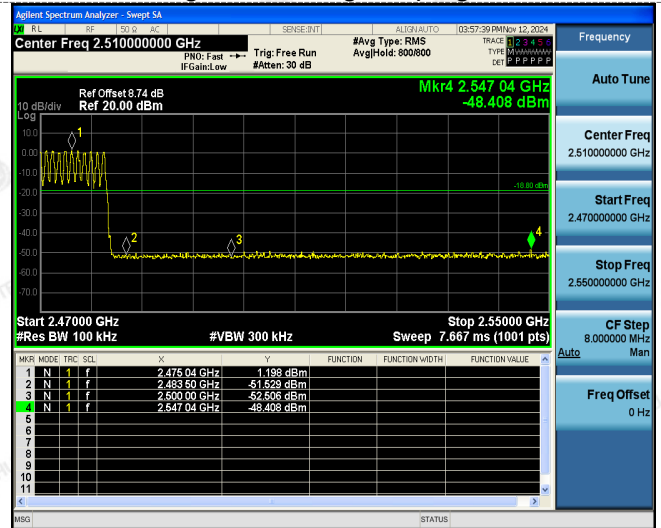 Agilent Spectrum Analyzer - Swept SA
LXI RL RF 50 Ω AC SENSE:INT ALIGN AUTO 03:57:39 PM Nov 12, 2024
Center Freq 2.510000000 GHz
PNO: Fast
IFGain:Low
Trig: Free Run
#Atten: 30 dB
#Avg Type: RMS
Avg|Hold: 800/800
TRACE 1 2 3 4 5 6
TYPE M W W W W W
DET P P P P P P
Frequency
Auto Tune
Center Freq
2.510000000 GHz
Start Freq
2.470000000 GHz
Stop Freq
2.550000000 GHz
CF Step
8.000000 MHz
Auto Man
Freq Offset
0 Hz
Mkr4 2.547 04 GHz
-48.408 dBm
Ref Offset 8.74 dB
10 dB/div Ref 20.00 dBm
Log
10.0
0.00
-10.0
-20.0
-30.0
-40.0
-50.0
-60.0
-70.0
1
2
3
4
-18.80 dBm
Start 2.47000 GHz Stop 2.55000 GHz
#Res BW 100 kHz #VBW 300 kHz Sweep 7.667 ms (1001 pts)
MKR MODE TRC SCL X Y FUNCTION FUNCTION WIDTH FUNCTION VALUE
1 N 1 f 2.475 04 GHz 1.198 dBm
2 N 1 f 2.483 50 GHz -51.529 dBm
3 N 1 f 2.500 00 GHz -52.506 dBm
4 N 1 f 2.547 04 GHz -48.408 dBm
5
6
7
8
9
10
11
MSG STATUS